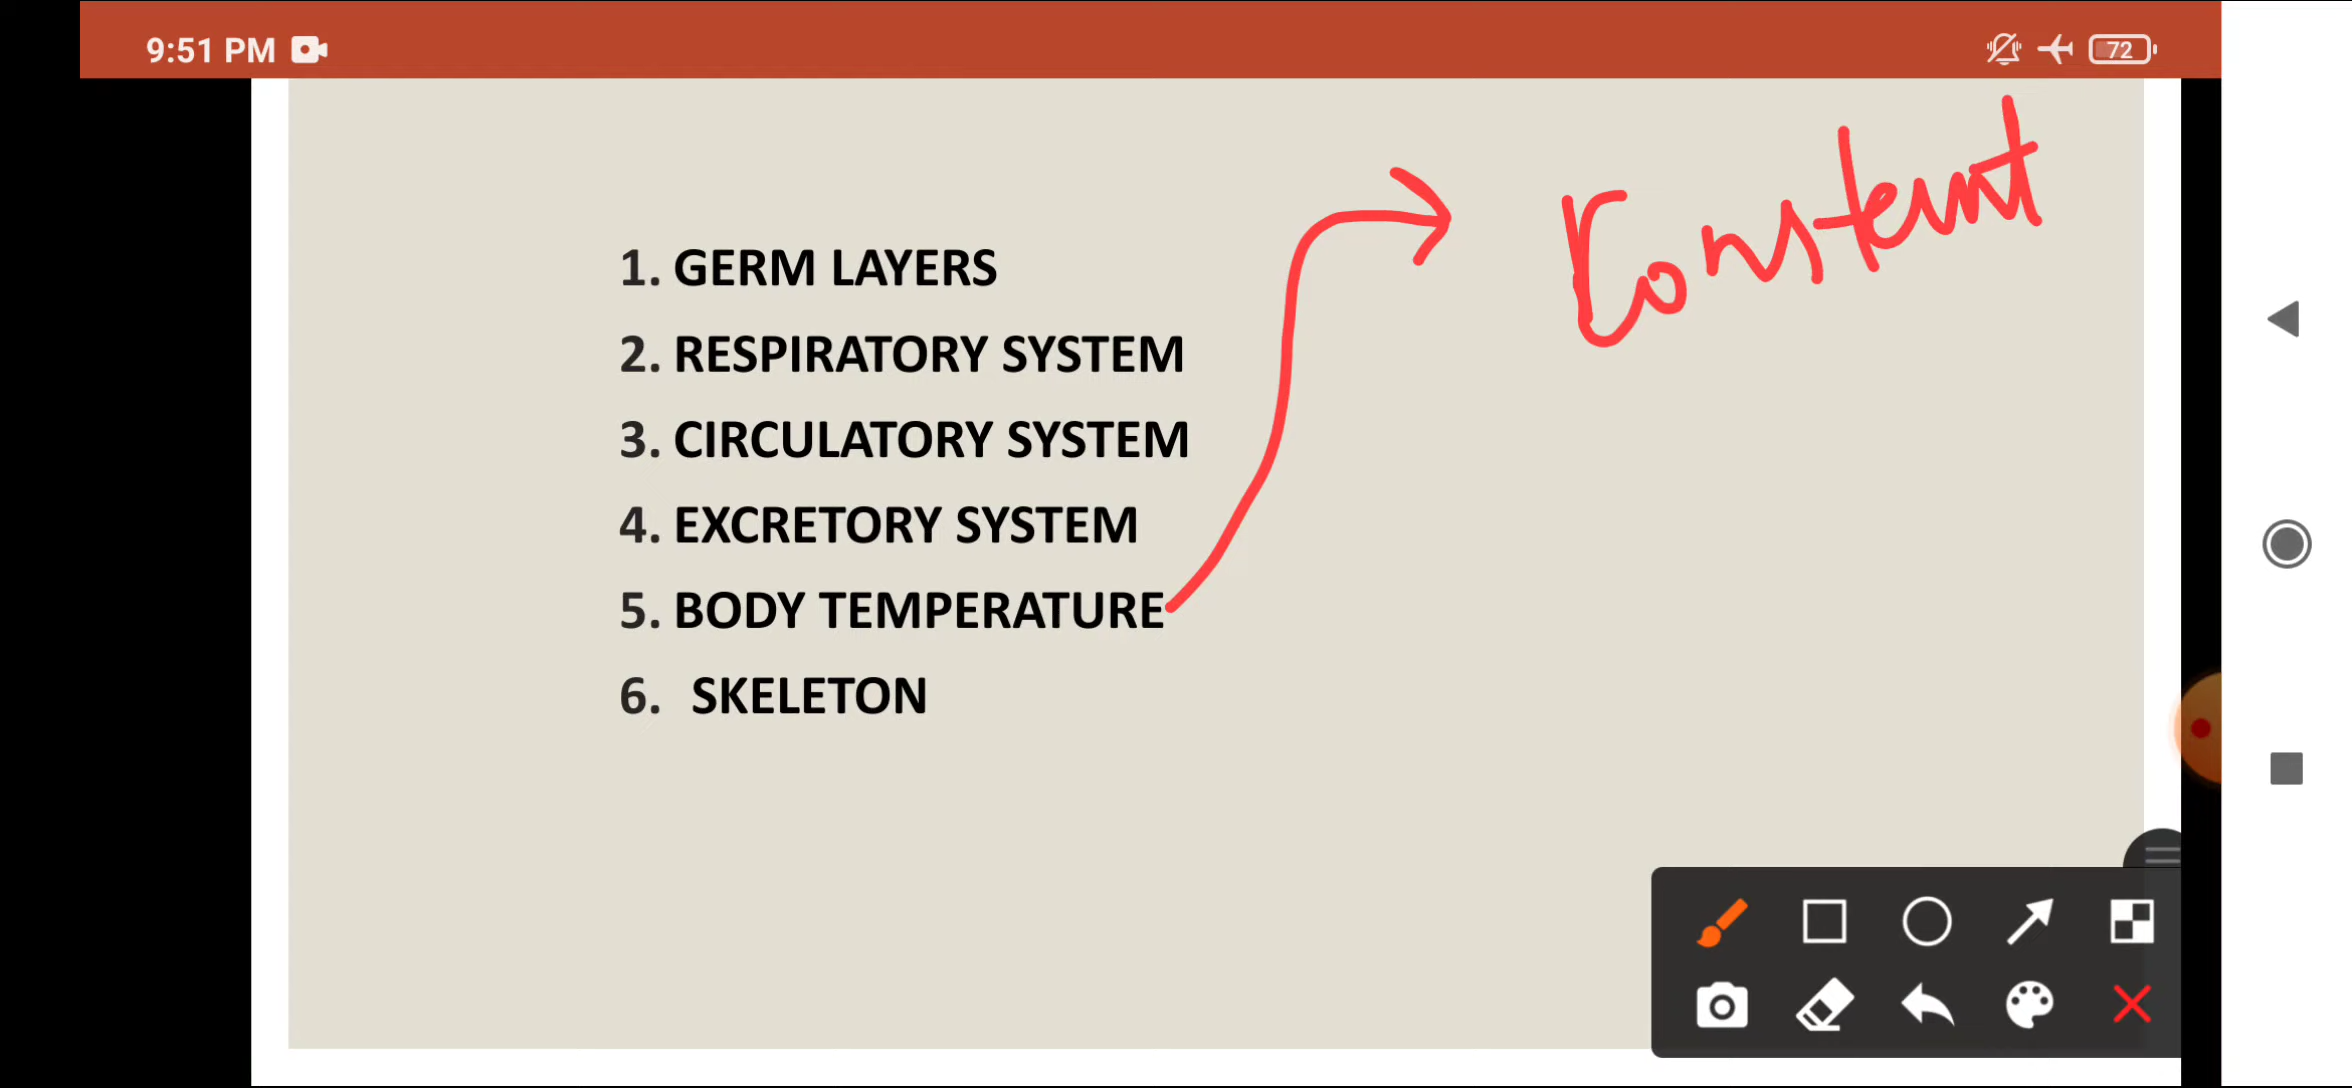 9:51 PM
72
Constant
1. GERM LAYERS
2. RESPIRATORY SYSTEM
3. CIRCULATORY SYSTEM
4. EXCRETORY SYSTEM
5. BODY TEMPERATURE
6. SKELETON